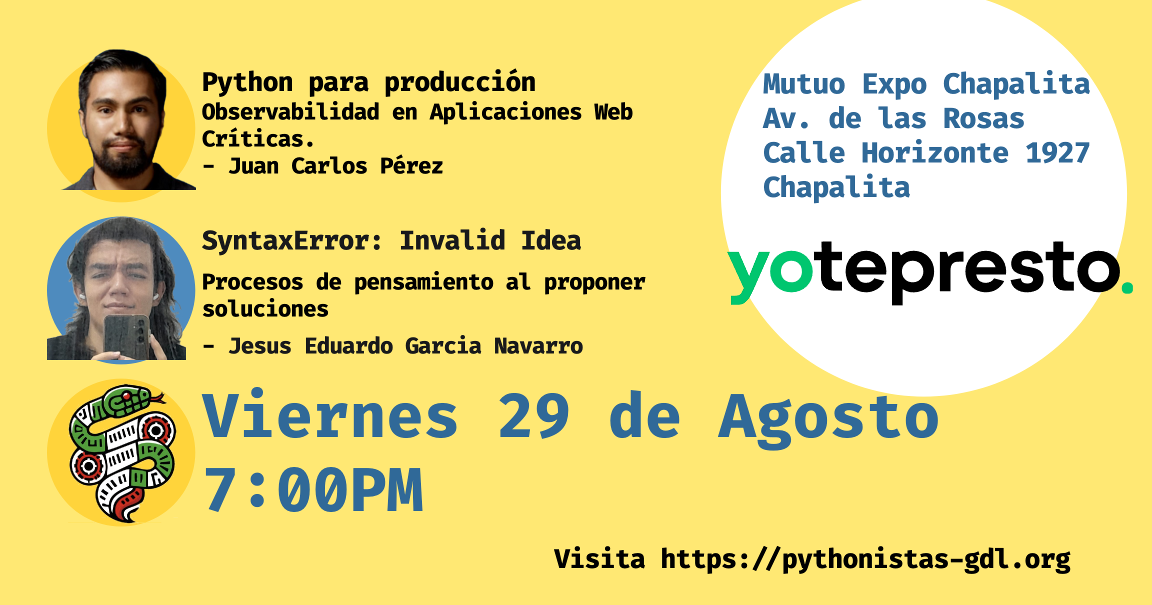 Python para producción
Observabilidad en Aplicaciones Web
Críticas.
- Juan Carlos Pérez
SyntaxError: Invalid Idea
Procesos de pensamiento al proponer
soluciones
- Jesus Eduardo Garcia Navarro
Mutuo Expo Chapalita
Av. de las Rosas
Calle Horizonte 1927
Chapalita
yotepresto.
Viernes 29 de Agosto
7:00PM
Visita https://pythonistas-gdl.org